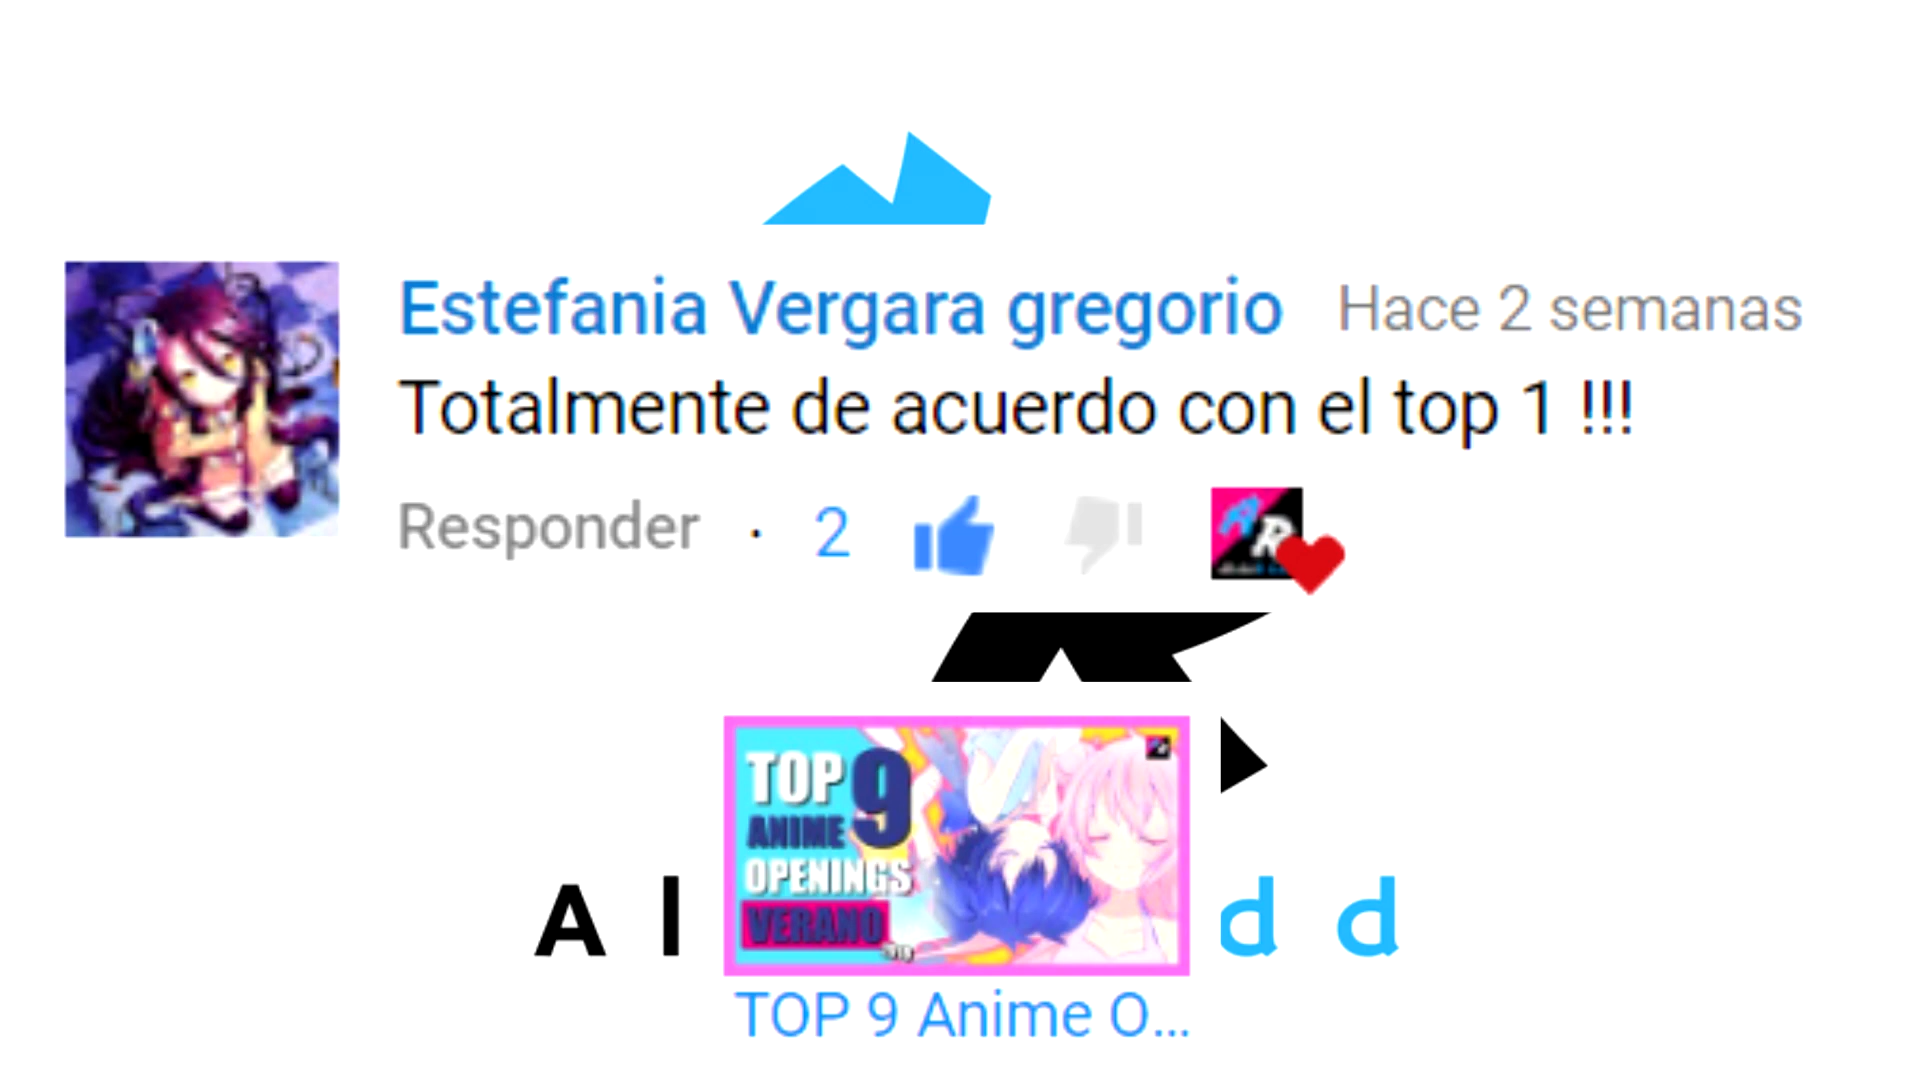 Estefania Vergara gregorio Hace 2 semanas
Totalmente de acuerdo con el top 1 !!!
Responder · 2
AR
TOP 9
ANIME
OPENINGS
VERANO
A l d d
TOP 9 Anime O...